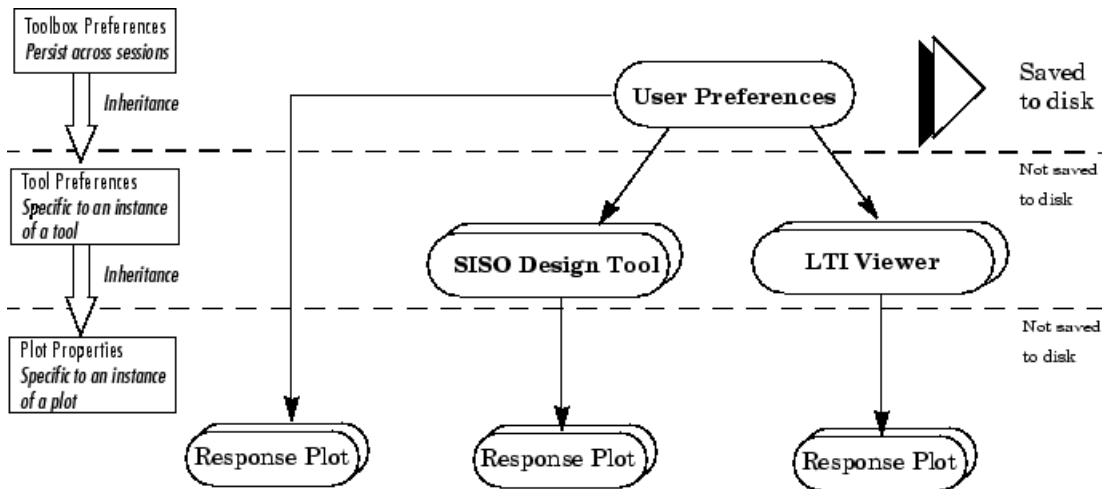 Toolbox Preferences
Persist across sessions
Inheritance
User Preferences
Saved
to disk
Tool Preferences
Specific to an instance
of a tool
Not saved
to disk
Inheritance
SISO Design Tool
LTI Viewer
Plot Properties
Specific to an instance
of a plot
Not saved
to disk
Response Plot
Response Plot
Response Plot